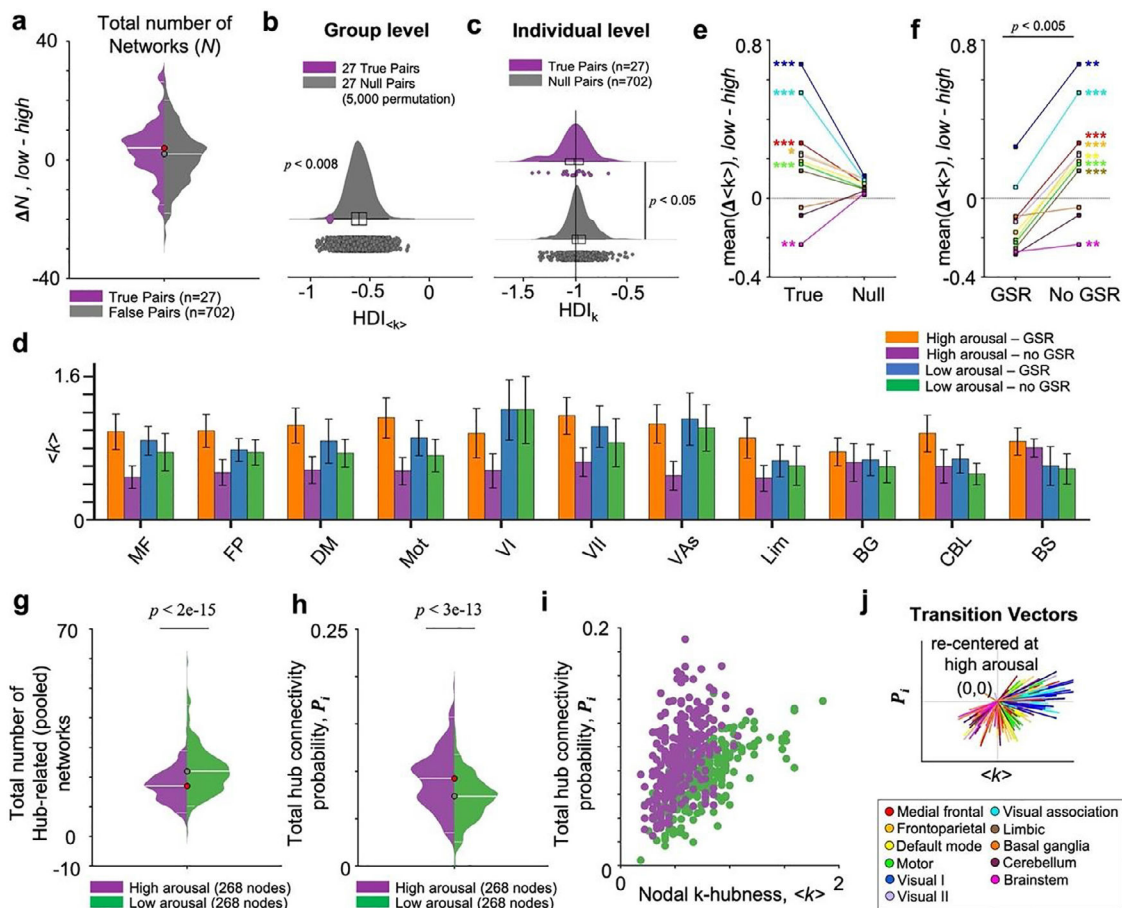 a
Total number of
Networks (N)
40
0
-40
ΔN , low - high
True Pairs (n=27)
False Pairs (n=702)
b
Group level
27 True Pairs
27 Null Pairs
(5,000 permutation)
p < 0.008
-1
-0.5
0
HDI<k>
c
Individual level
True Pairs (n=27)
Null Pairs (n=702)
p < 0.05
-1.5
-1
-0.5
HDIk
e
0.8
0
-0.4
mean(Δ<k>), low - high
***
***
***
*
***
**
True
Null
f
p < 0.005
0.8
0
-0.4
mean(Δ<k>), low - high
**
***
***
***
**
***
***
**
GSR
No GSR
d
High arousal – GSR
High arousal – no GSR
Low arousal – GSR
Low arousal – no GSR
1.6
0
<k>
MF
FP
DM
Mot
VI
VII
VAs
Lim
BG
CBL
BS
g
p < 2e-15
70
0
-10
Total number of
Hub-related (pooled)
networks
High arousal (268 nodes)
Low arousal (268 nodes)
h
p < 3e-13
0.25
0
Total hub connectivity
probability, Pi
High arousal (268 nodes)
Low arousal (268 nodes)
i
0.2
0
Total hub connectivity
probability, Pi
0
2
Nodal k-hubness, <k>
j
Transition Vectors
re-centered at
high arousal
(0,0)
Pi
<k>
Medial frontal
Frontoparietal
Default mode
Motor
Visual I
Visual II
Visual association
Limbic
Basal ganglia
Cerebellum
Brainstem